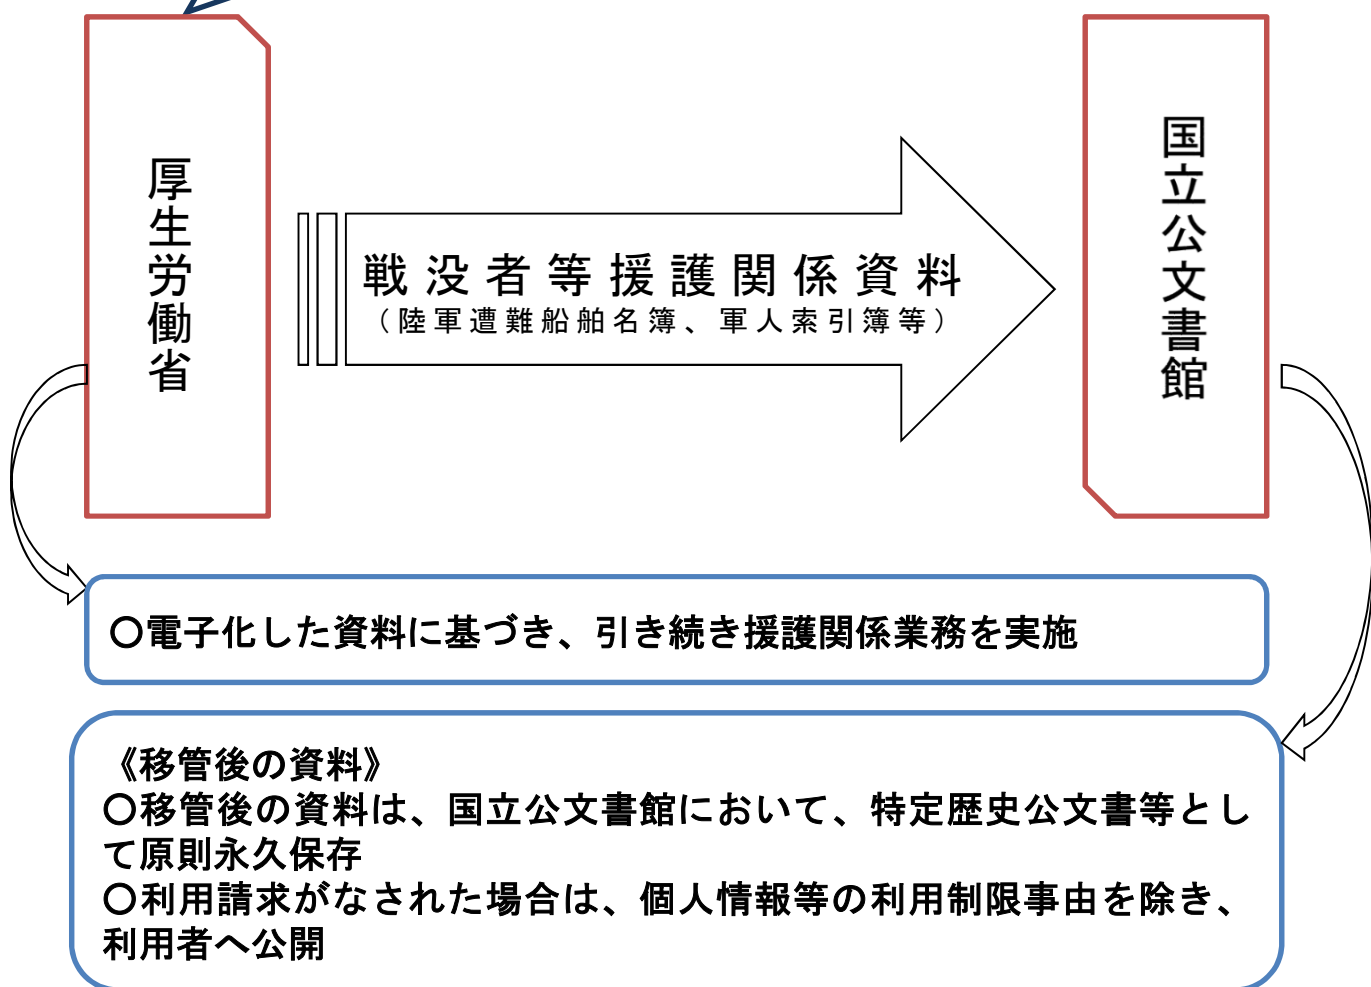 厚生労働省
戦没者等援護関係資料
（陸軍遭難船舶名簿、軍人索引簿等）
国立公文書館
〇電子化した資料に基づき、引き続き援護関係業務を実施
《移管後の資料》
〇移管後の資料は、国立公文書館において、特定歴史公文書等とし
て原則永久保存
〇利用請求がなされた場合は、個人情報等の利用制限事由を除き、
利用者へ公開